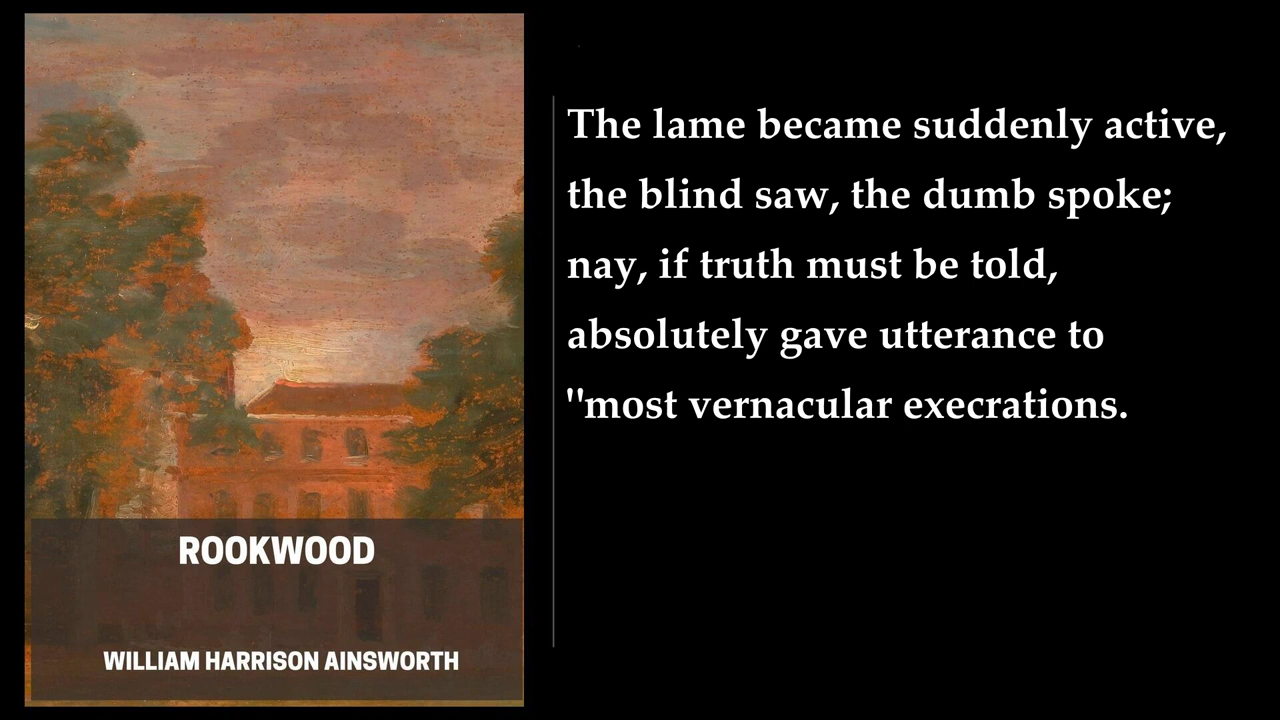 ROOKWOOD
WILLIAM HARRISON AINSWORTH
The lame became suddenly active,
the blind saw, the dumb spoke;
nay, if truth must be told,
absolutely gave utterance to
"most vernacular execrations.